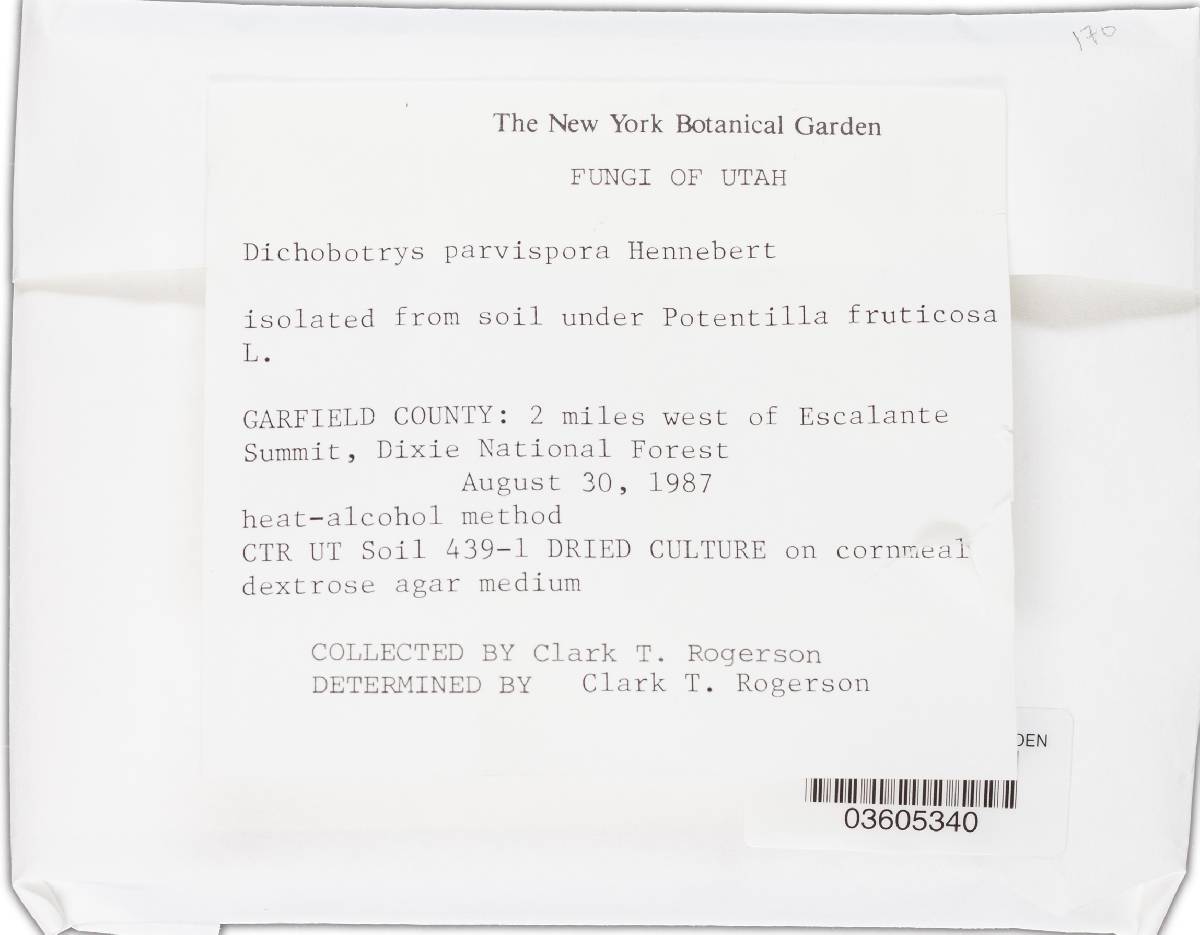 170
The New York Botanical Garden
FUNGI OF UTAH
Dichobotrys parvispora Hennebert
isolated from soil under Potentilla fruticosa
L.
GARFIELD COUNTY: 2 miles west of Escalante
Summit, Dixie National Forest
August 30, 1987
heat-alcohol method
CTR UT Soil 439-1 DRIED CULTURE on cornmeal
dextrose agar medium
COLLECTED BY Clark T. Rogerson
DETERMINED BY Clark T. Rogerson
DEN
03605340